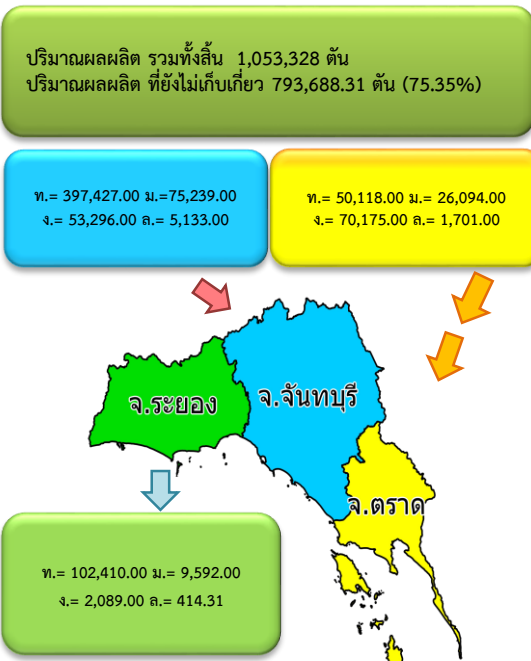 ปริมาณผลผลิต รวมทั้งสิ้น 1,053,328 ตัน
ปริมาณผลผลิต ที่ยังไม่เก็บเกี่ยว 793,688.31 ตัน (75.35%)
ท.= 397,427.00 ม.=75,239.00
ง.= 53,296.00 ล.= 5,133.00
ท.= 50,118.00 ม.= 26,094.00
ง.= 70,175.00 ล.= 1,701.00
จ.ระยอง
จ.จันทบุรี
จ.ตราด
ท.= 102,410.00 ม.= 9,592.00
ง.= 2,089.00 ล.= 414.31